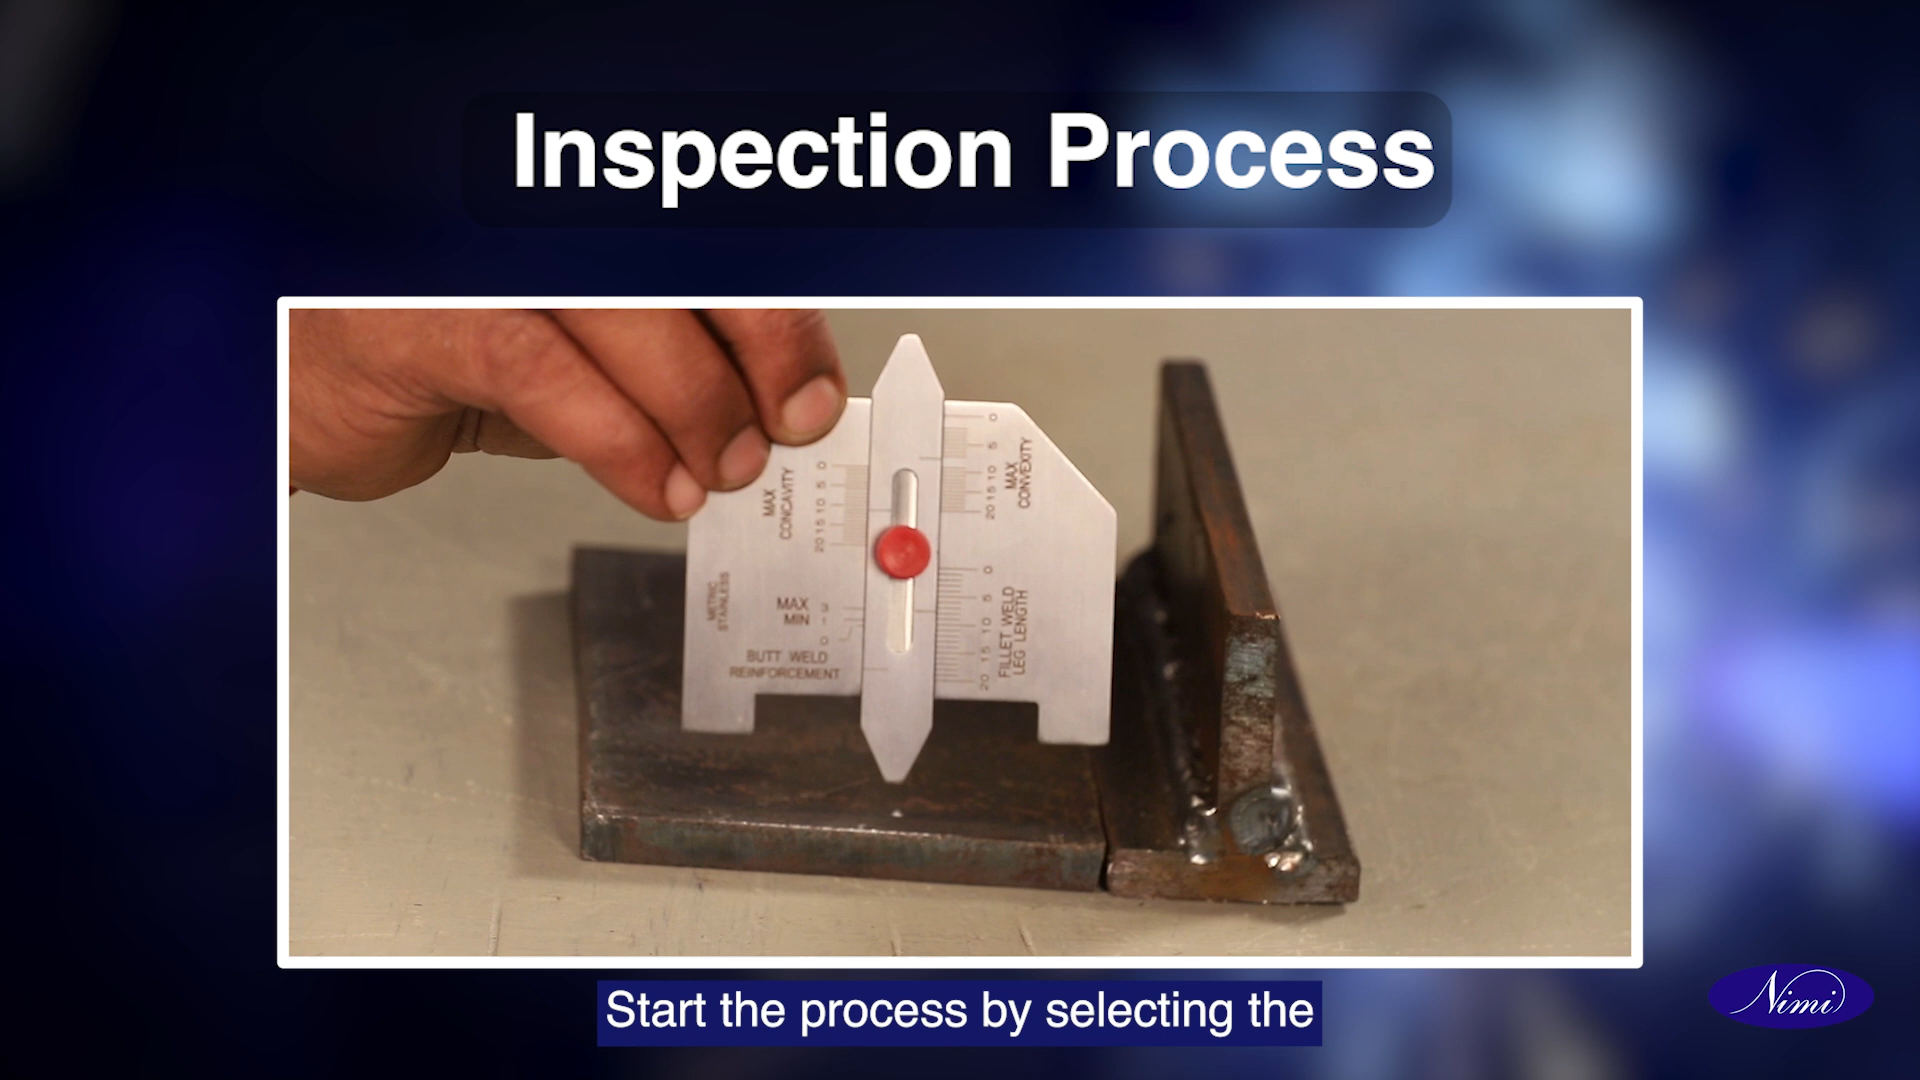 Inspection Process
0
5
10
15
20
MAX
CONCAVITY
0
5
10
15
20
MAX
CONVEXITY
METRIC
STAINLESS
MAX 3
MIN 1
0
BUTT WELD
REINFORCEMENT
0
5
10
15
20
FILLET WELD
LEG LENGTH
Start the process by selecting the
Nimi